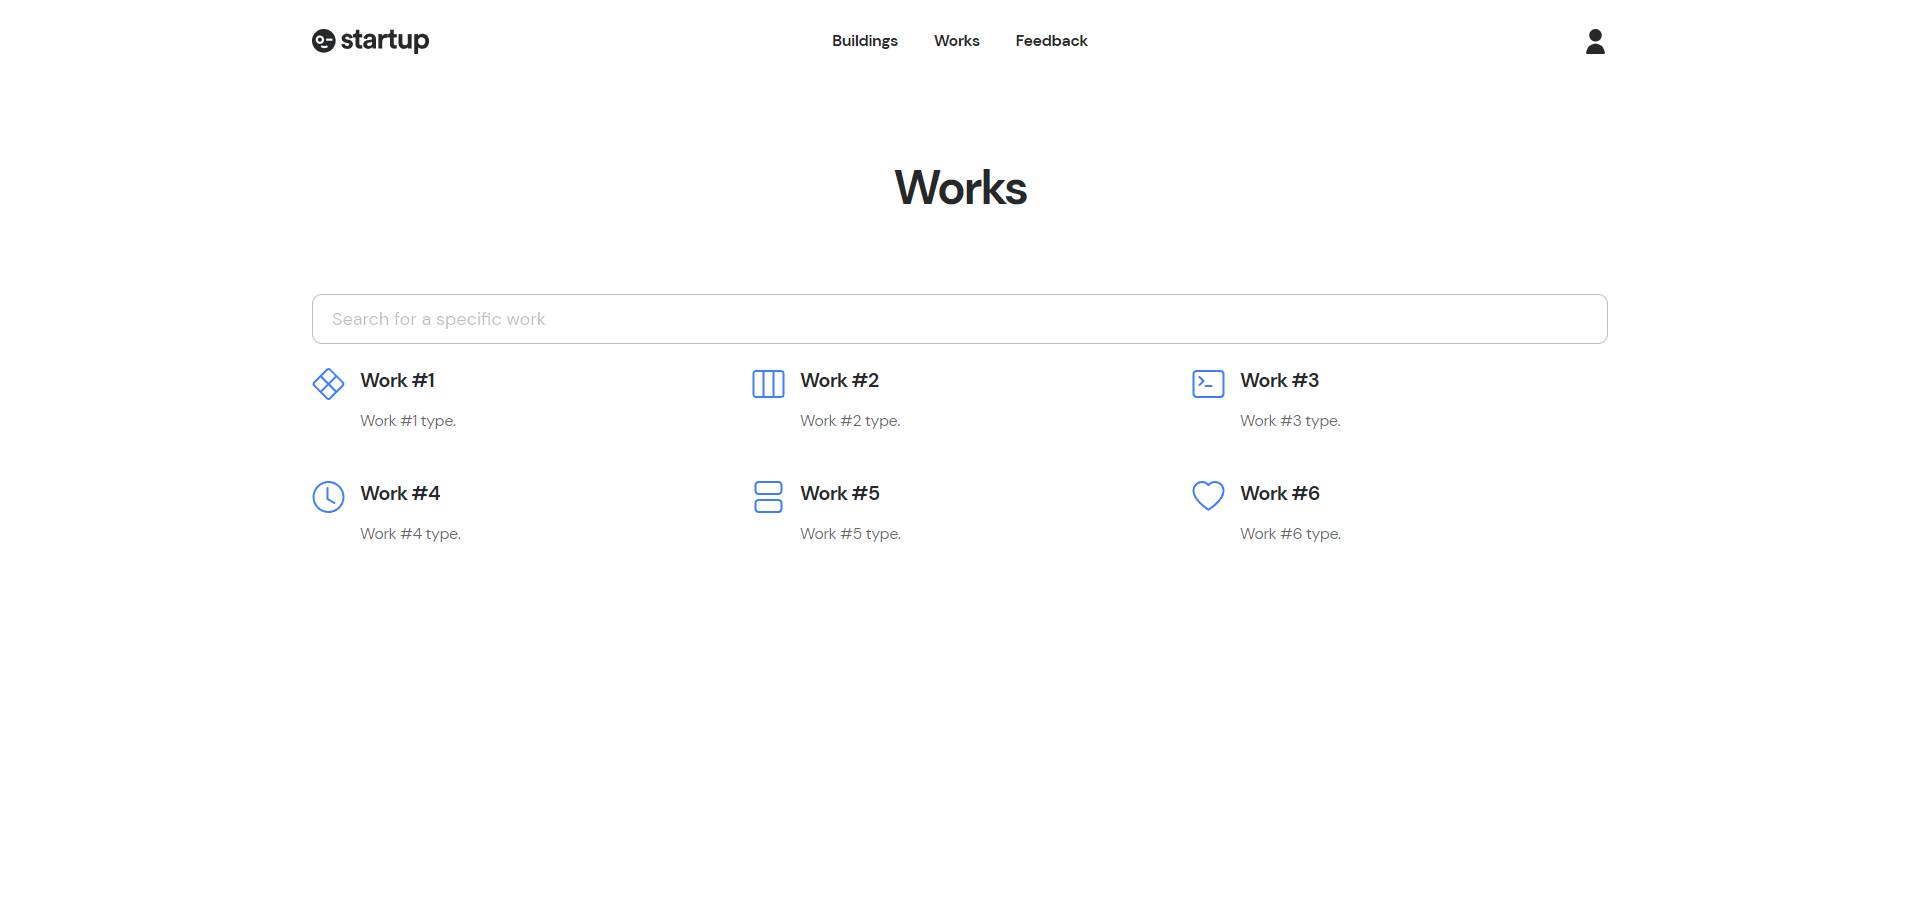 startup
Buildings
Works
Feedback
Works
Search for a specific work
Work #1
Work #1 type.
Work #2
Work #2 type.
Work #3
Work #3 type.
Work #4
Work #4 type.
Work #5
Work #5 type.
Work #6
Work #6 type.